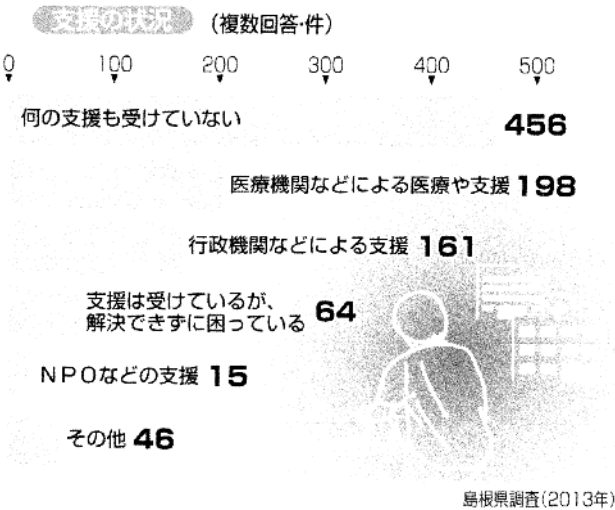 支援の状況 (複数回答·件)
0 100 200 300 400 500
何の支援も受けていない 456
医療機関などによる医療や支援 198
行政機関などによる支援 161
支援は受けているが、
解決できずに困っている 64
NPOなどの支援 15
その他 46
島根県調査(2013年)